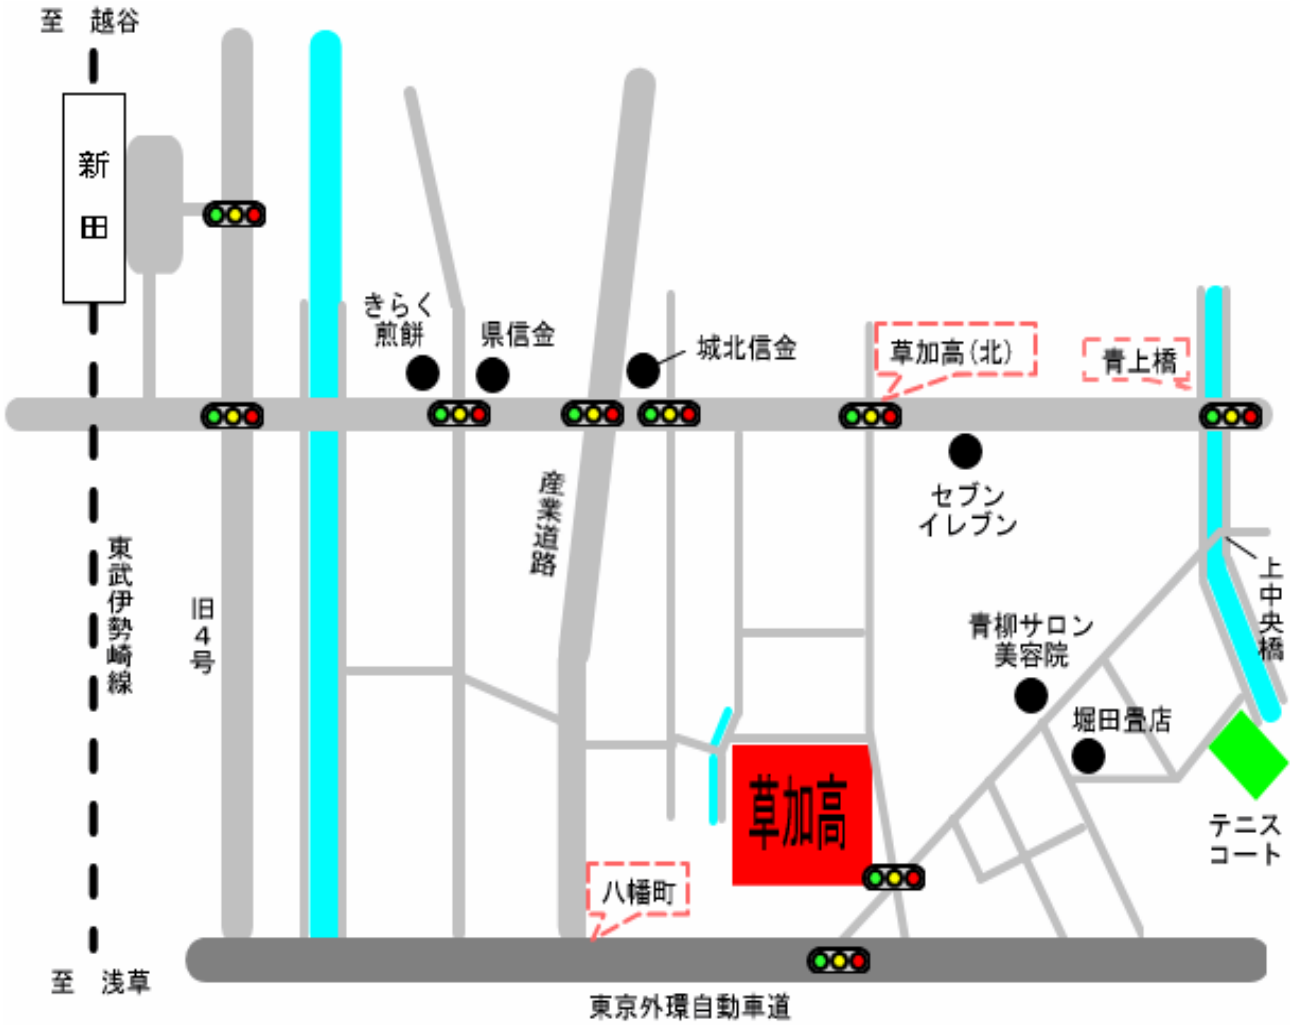 至 越谷
新
田
きらく
煎餅
県信金
城北信金
草加高(北)
青上橋
産業道路
セブン
イレブン
東武伊勢崎線
旧4号
上中央橋
青柳サロン
美容院
堀田畳店
草加高
テニス
コート
八幡町
至 浅草
東京外環自動車道